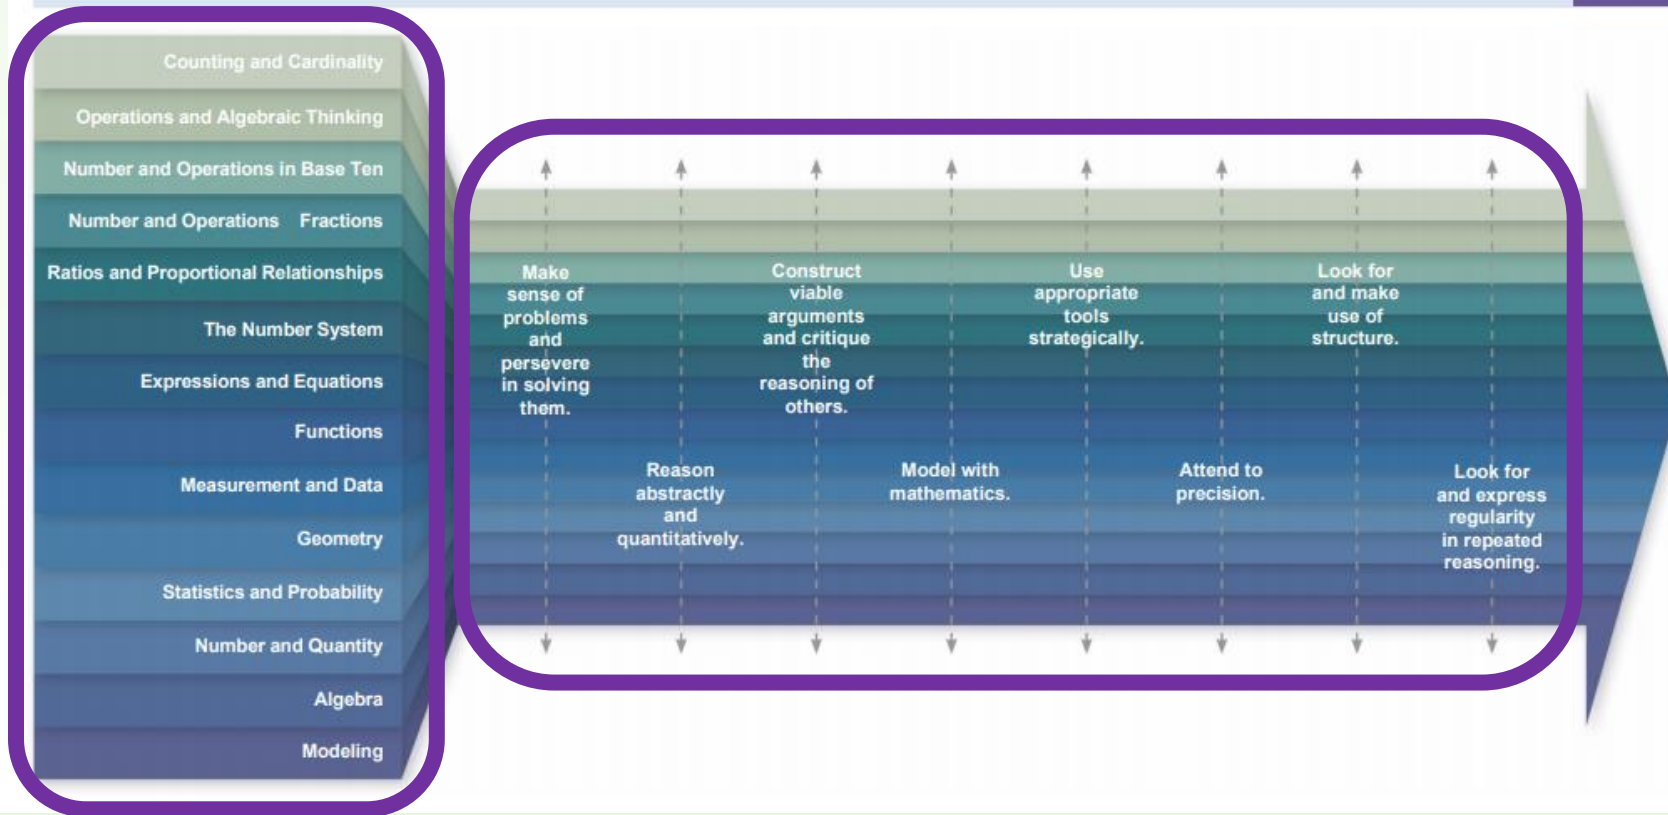 Counting and Cardinality
Operations and Algebraic Thinking
Number and Operations in Base Ten
Number and Operations Fractions
Ratios and Proportional Relationships
The Number System
Expressions and Equations
Functions
Measurement and Data
Geometry
Statistics and Probability
Number and Quantity
Algebra
Modeling
Make
sense of
problems
and
persevere
in solving
them.
Reason
abstractly
and
quantitatively.
Construct
viable
arguments
and critique
the
reasoning of
others.
Model with
mathematics.
Use
appropriate
tools
strategically.
Attend to
precision.
Look for
and make
use of
structure.
Look for
and express
regularity
in repeated
reasoning.